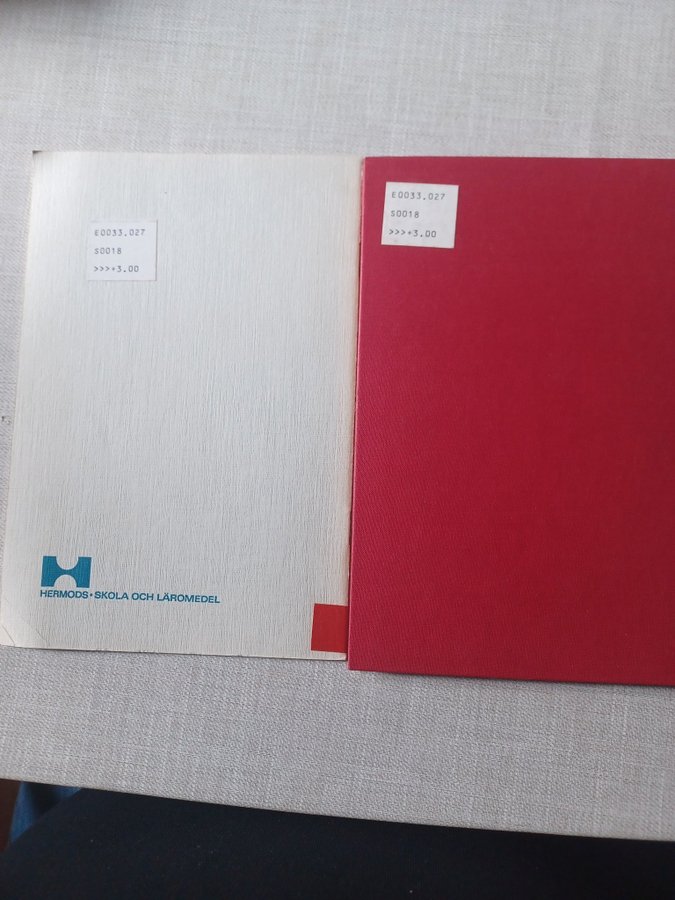 E0033,027
S0018
>>>+3.00
HERMODS•SKOLA OCH LÄROMEDEL
E0033,027
S0018
>>>+3.00